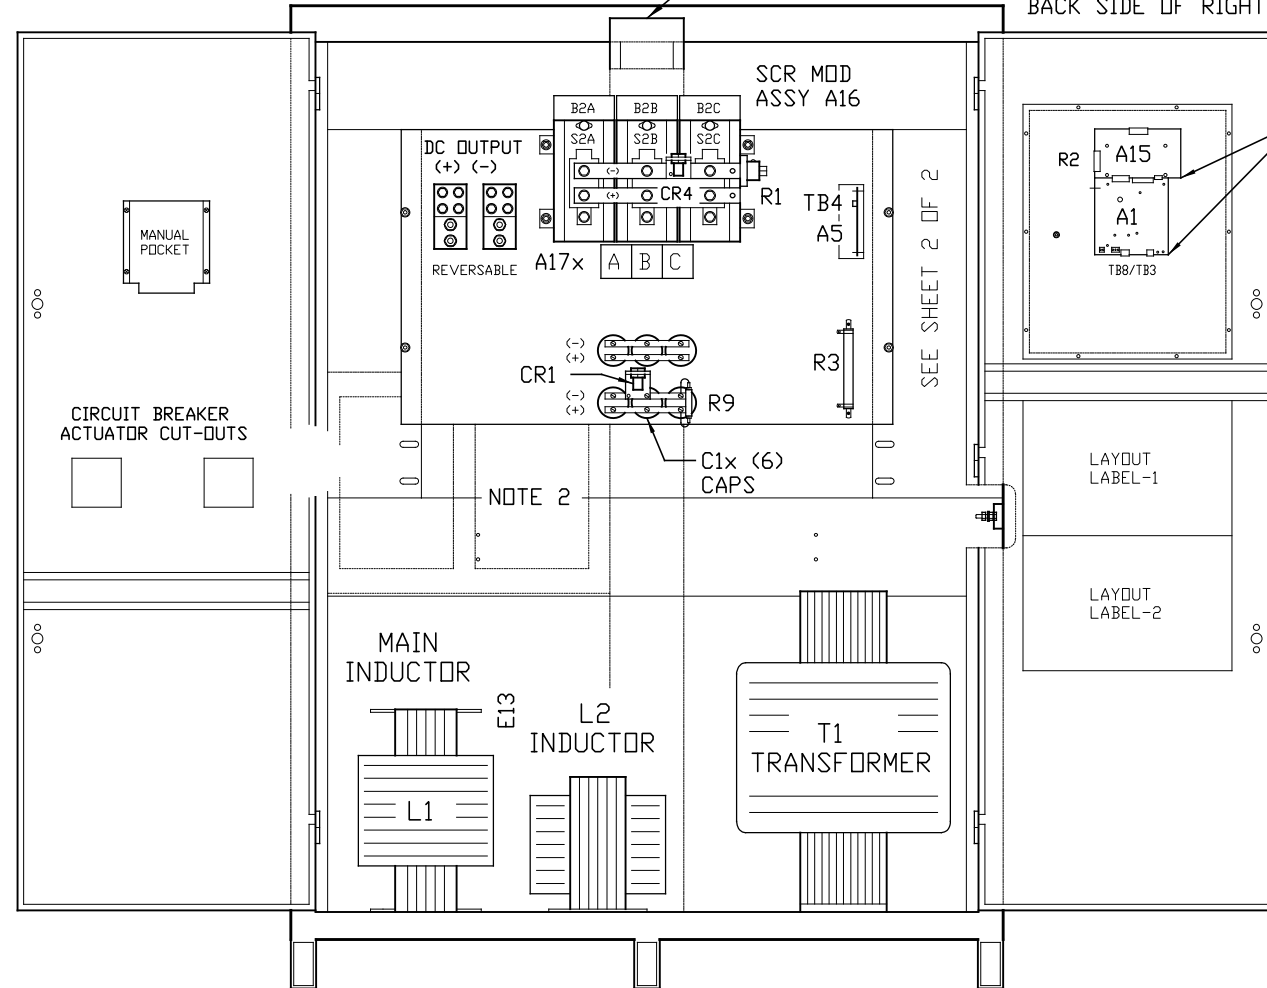 BACK SIDE OF RIGHT
SCR MOD
ASSY A16
B2A B2B B2C
S2A S2B S2C
DC OUTPUT
(+) (-)
(-)
(+)
CR4
R1
TB4
A5
REVERSABLE
A17x
A B C
SEE SHEET 2 OF 2
R2
A15
A1
TB8/TB3
MANUAL
POCKET
(-)
(+)
CR1
(-)
(+)
R9
R3
C1x (6)
CAPS
CIRCUIT BREAKER
ACTUATOR CUT-OUTS
NOTE 2
LAYOUT
LABEL-1
LAYOUT
LABEL-2
MAIN
INDUCTOR
E13
L2
INDUCTOR
T1
TRANSFORMER
L1